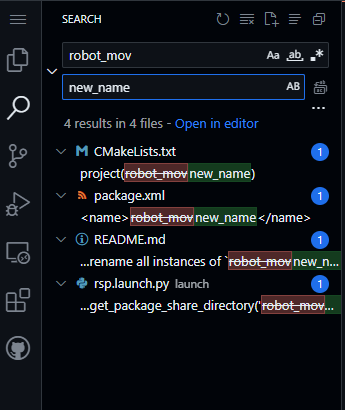 SEARCH
robot_mov
Aa ab .*
new_name
AB
...
4 results in 4 files - Open in editor
CMakeLists.txt 1
project(robot_movnew_name)
package.xml 1
<name>robot_movnew_name</name>
README.md 1
...rename all instances of `robot_movnew_n...
rsp.launch.py launch 1
...get_package_share_directory('robot_mov...